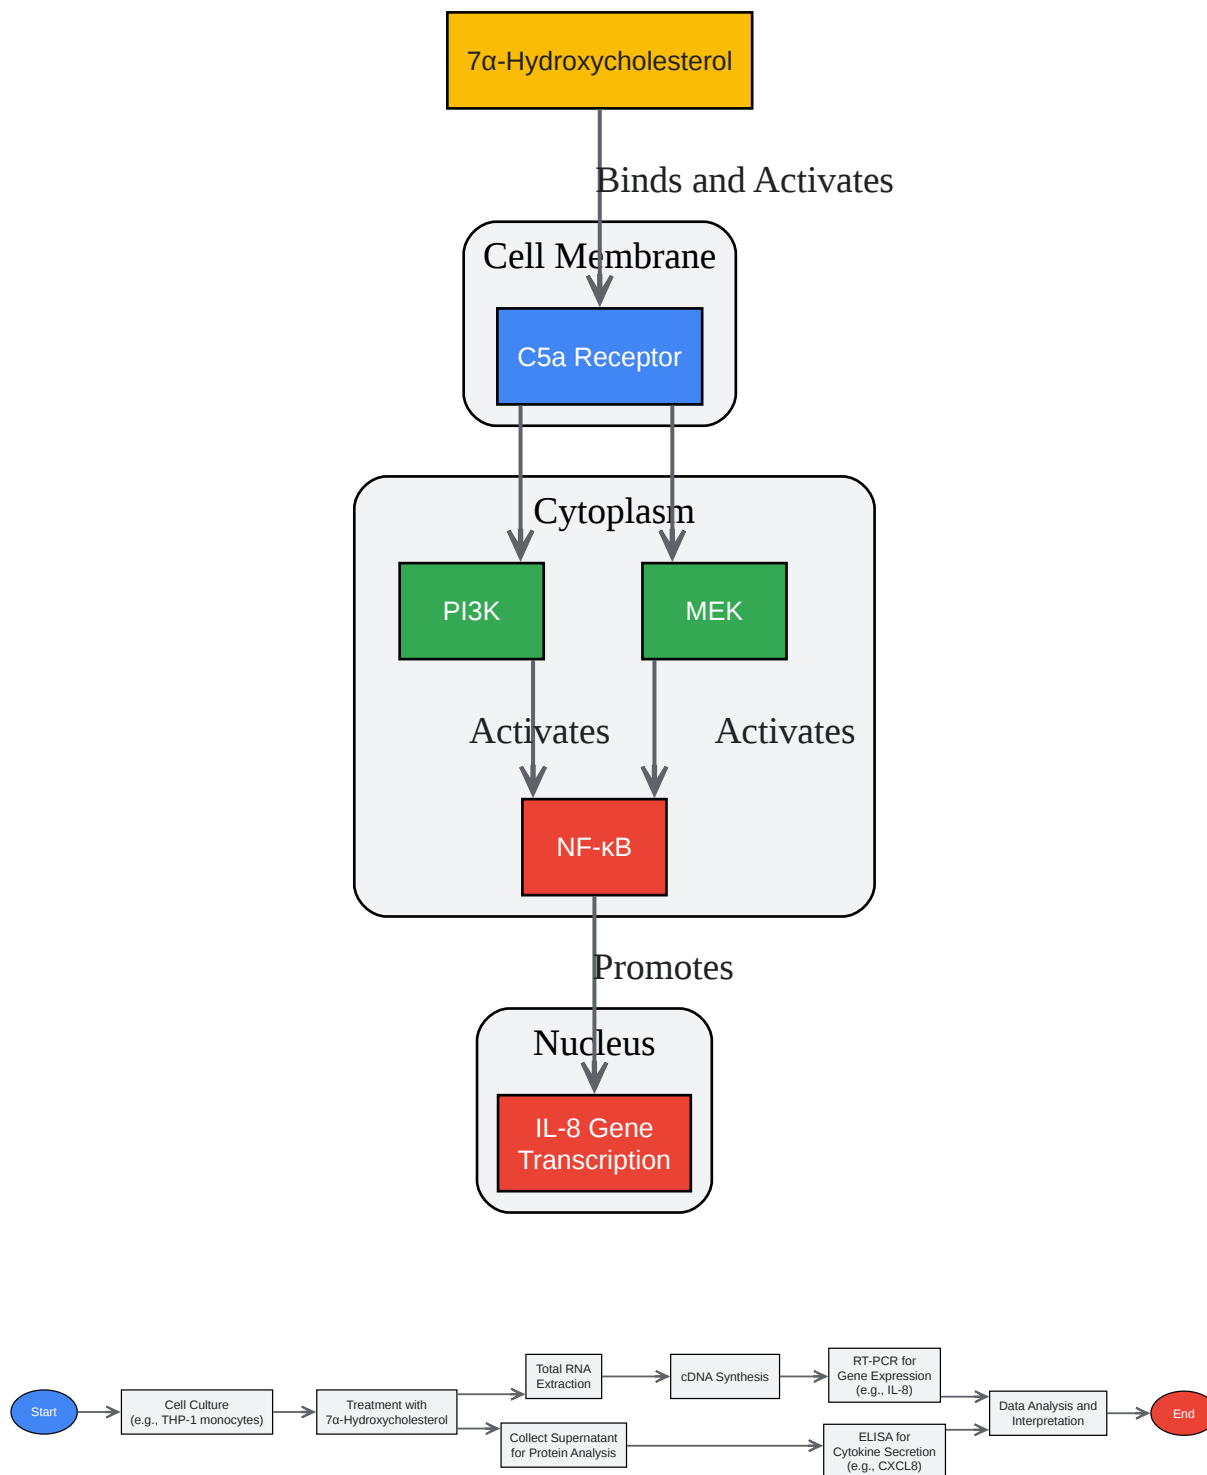 7α-Hydroxycholesterol
Binds and Activates
Cell Membrane
C5a Receptor
Cytoplasm
PI3K
MEK
Activates
Activates
NF-κB
Promotes
Nucleus
IL-8 Gene
Transcription
Start
Cell Culture
(e.g., THP-1 monocytes)
Treatment with
7α-Hydroxycholesterol
Total RNA
Extraction
cDNA Synthesis
RT-PCR for
Gene Expression
(e.g., IL-8)
Collect Supernatant
for Protein Analysis
ELISA for
Cytokine Secretion
(e.g., CXCL8)
Data Analysis and
Interpretation
End